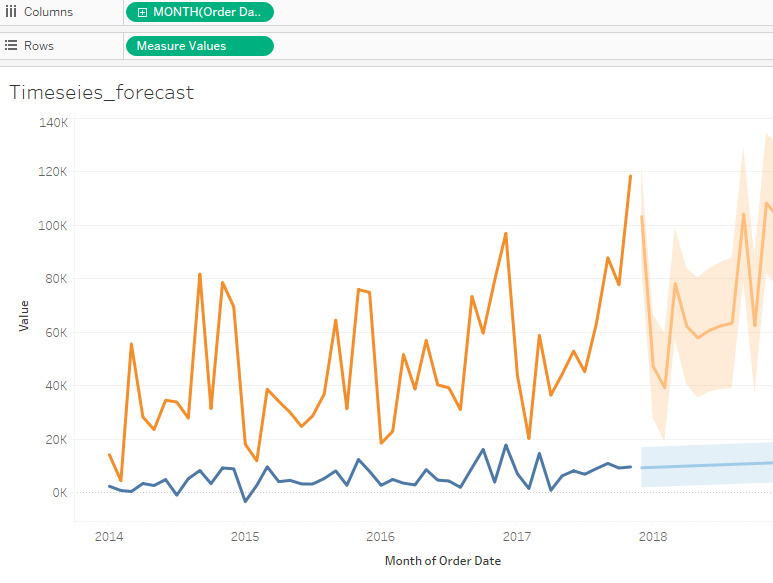 Columns
MONTH(Order Da..
Rows
Measure Values
Timeseies_forecast
140K
120K
100K
80K
60K
40K
20K
0K
Value
2014 2015 2016 2017 2018
Month of Order Date